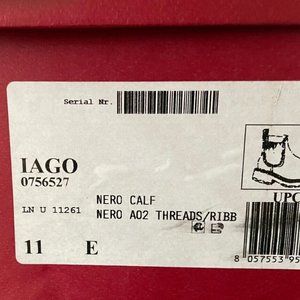 Serial Nr.
IAGO
0756527
NERO CALF
LN U 11261
NERO A02 THREADS/RIBB
UPC
11 E
8 057553 95